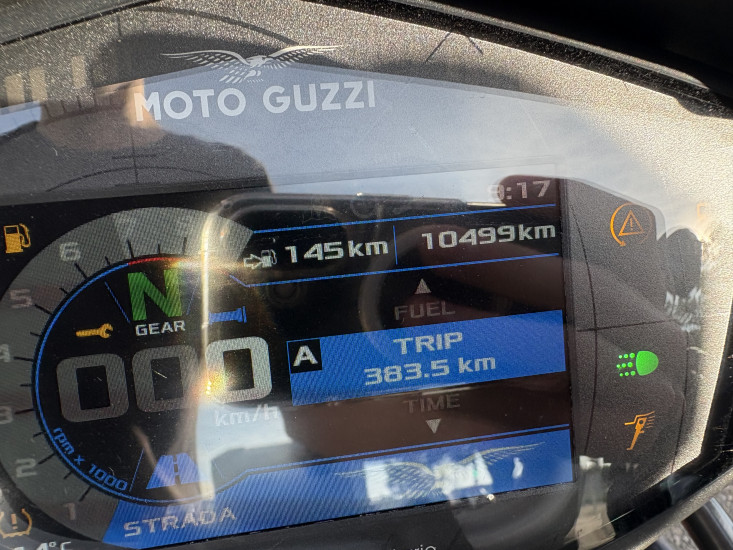 MOTO GUZZI
:17
145 km
10499km
6
5
4
3
2
1
N
GEAR
FUEL
A
TRIP
383.5 km
000
km/h
TIME
rpm x 1000
STRADA